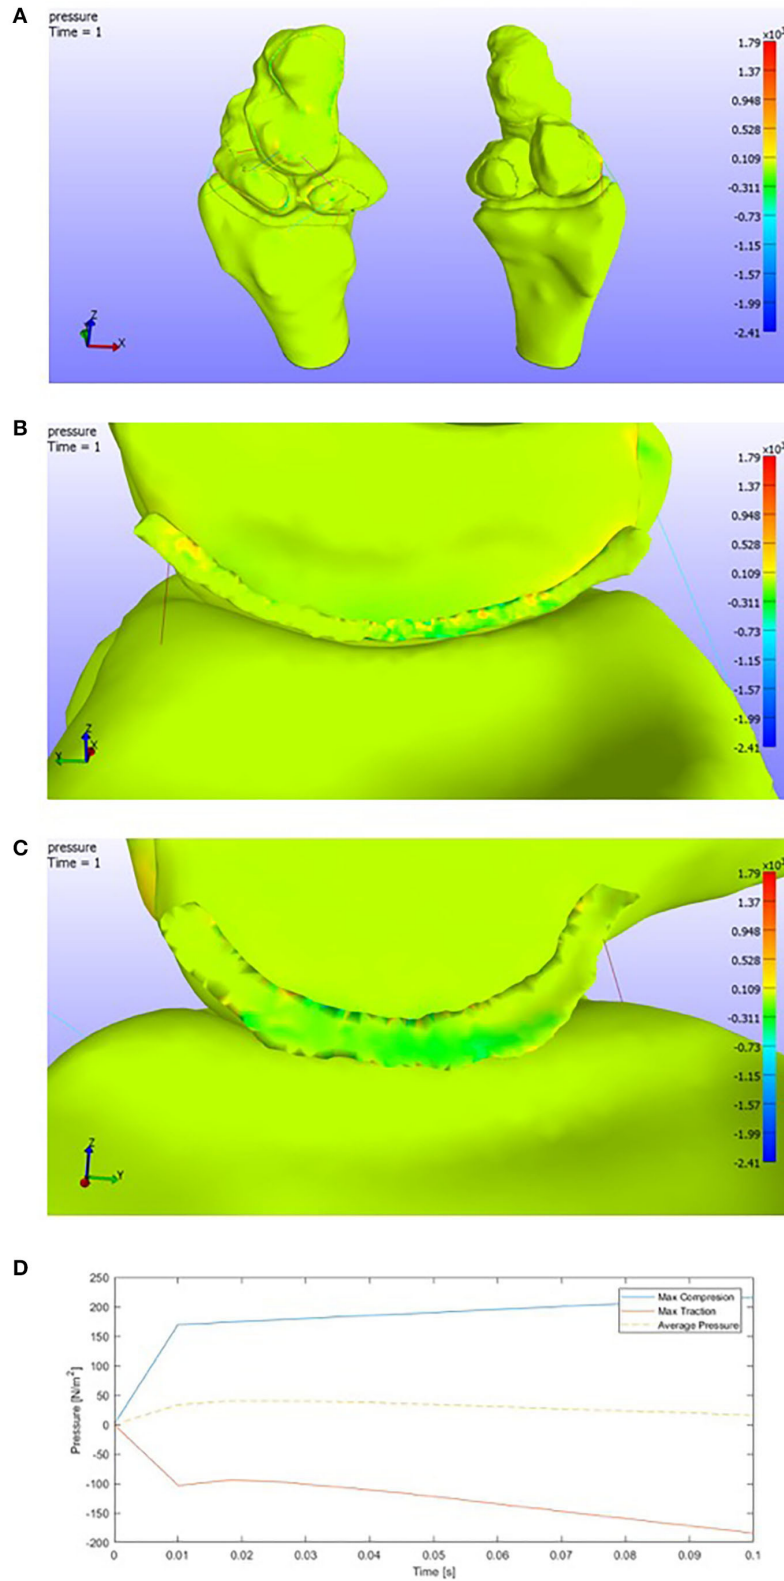 A
pressure
Time = 1
1.79
1.37
0.948
0.528
0.109
-0.311
-0.73
-1.15
-1.57
-1.99
-2.41
Z
X
B
pressure
Time = 1
1.79
1.37
0.948
0.528
0.109
-0.311
-0.73
-1.15
-1.57
-1.99
-2.41
Z
X
Y
C
pressure
Time = 1
1.79
1.37
0.948
0.528
0.109
-0.311
-0.73
-1.15
-1.57
-1.99
-2.41
Z
Y
D
250
200
150
100
50
0
-50
-100
-150
-200
Pressure [N/m²]
Max Compresion
Max Traction
Average Pressure
0 0.01 0.02 0.03 0.04 0.05 0.06 0.07 0.08 0.09 0.1
Time [s]